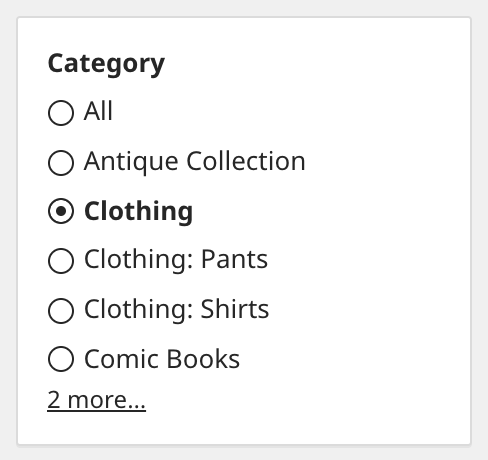 Category
All
Antique Collection
Clothing
Clothing: Pants
Clothing: Shirts
Comic Books
2 more...